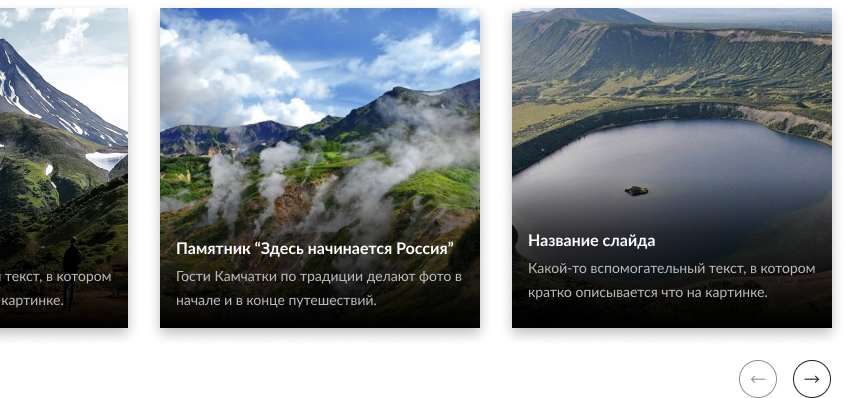 текст, в котором
картинке.
Памятник “Здесь начинается Россия”
Гости Камчатки по традиции делают фото в
начале и в конце путешествий.
Название слайда
Какой-то вспомогательный текст, в котором
кратко описывается что на картинке.